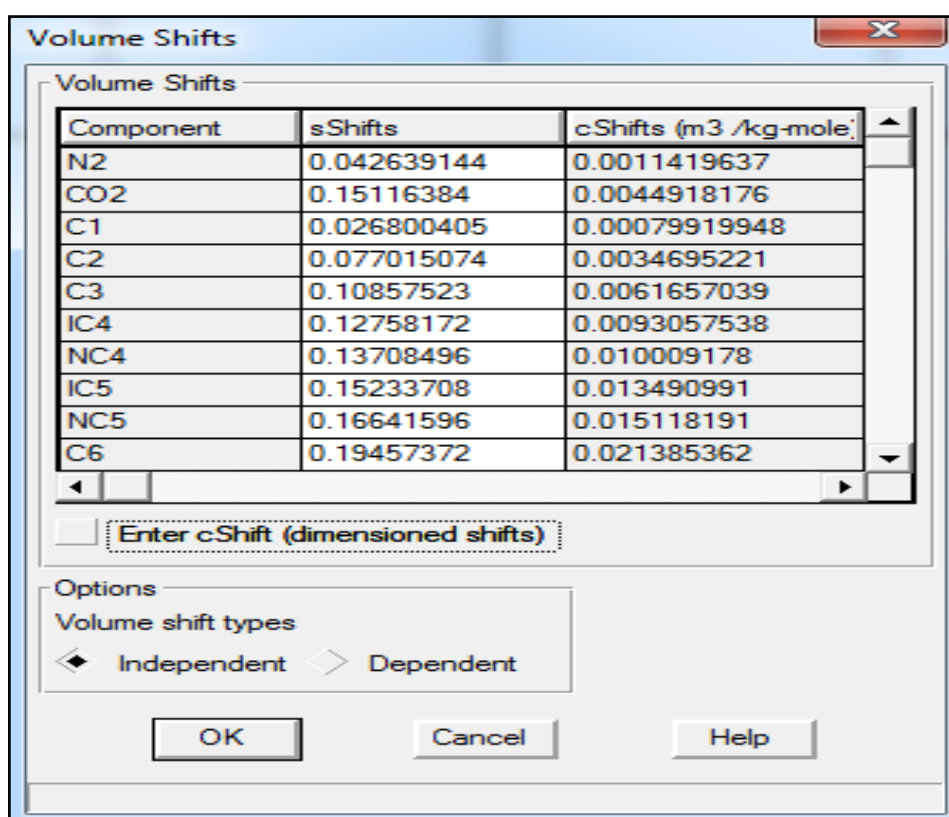 Volume Shifts
Volume Shifts
Component sShifts cShifts (m3 /kg-mole)
N2 0.042639144 0.0011419637
CO2 0.15116384 0.0044918176
C1 0.026800405 0.00079919948
C2 0.077015074 0.0034695221
C3 0.10857523 0.0061657039
IC4 0.12758172 0.0093057538
NC4 0.13708496 0.010009178
IC5 0.15233708 0.013490991
NC5 0.16641596 0.015118191
C6 0.19457372 0.021385362
Enter cShift (dimensioned shifts)
Options
Volume shift types
Independent Dependent
OK Cancel Help